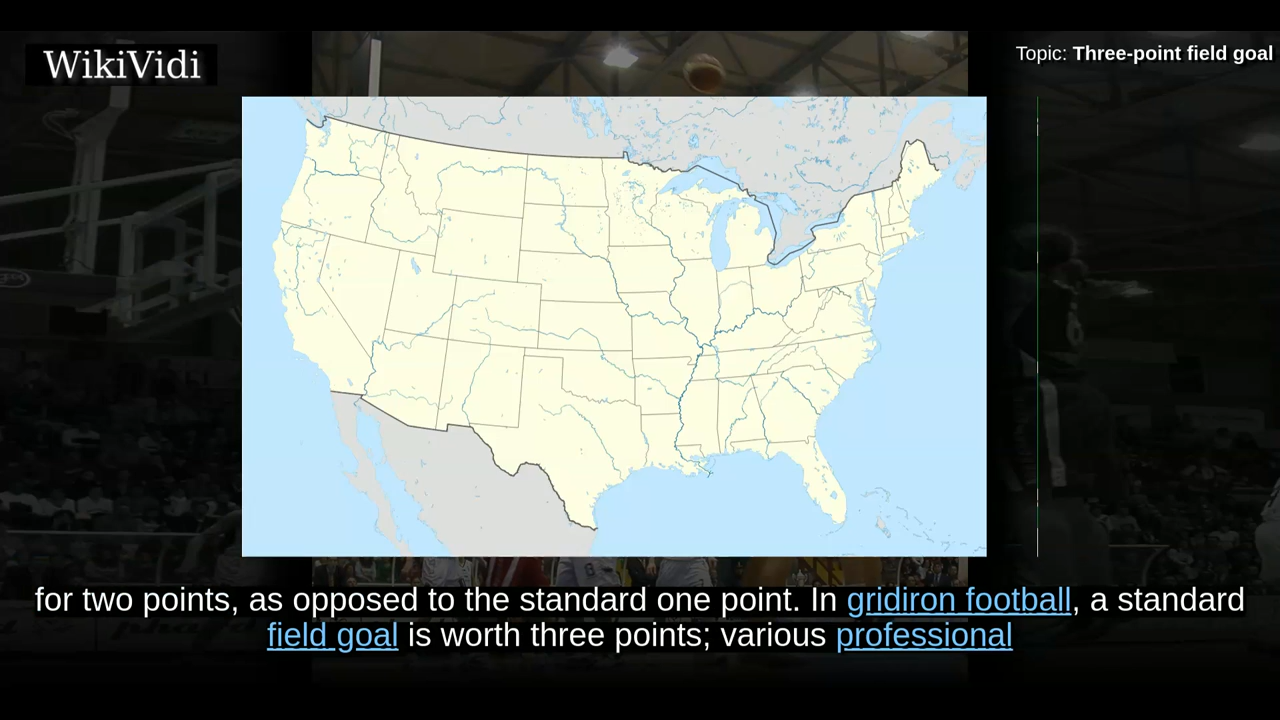 WikiVidi
Topic: Three-point field goal
for two points, as opposed to the standard one point. In gridiron football, a standard
field goal is worth three points; various professional